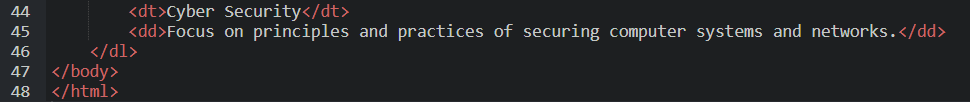 44 <dt>Cyber Security</dt>
45 <dd>Focus on principles and practices of securing computer systems and networks.</dd>
46 </dl>
47 </body>
48 </html>